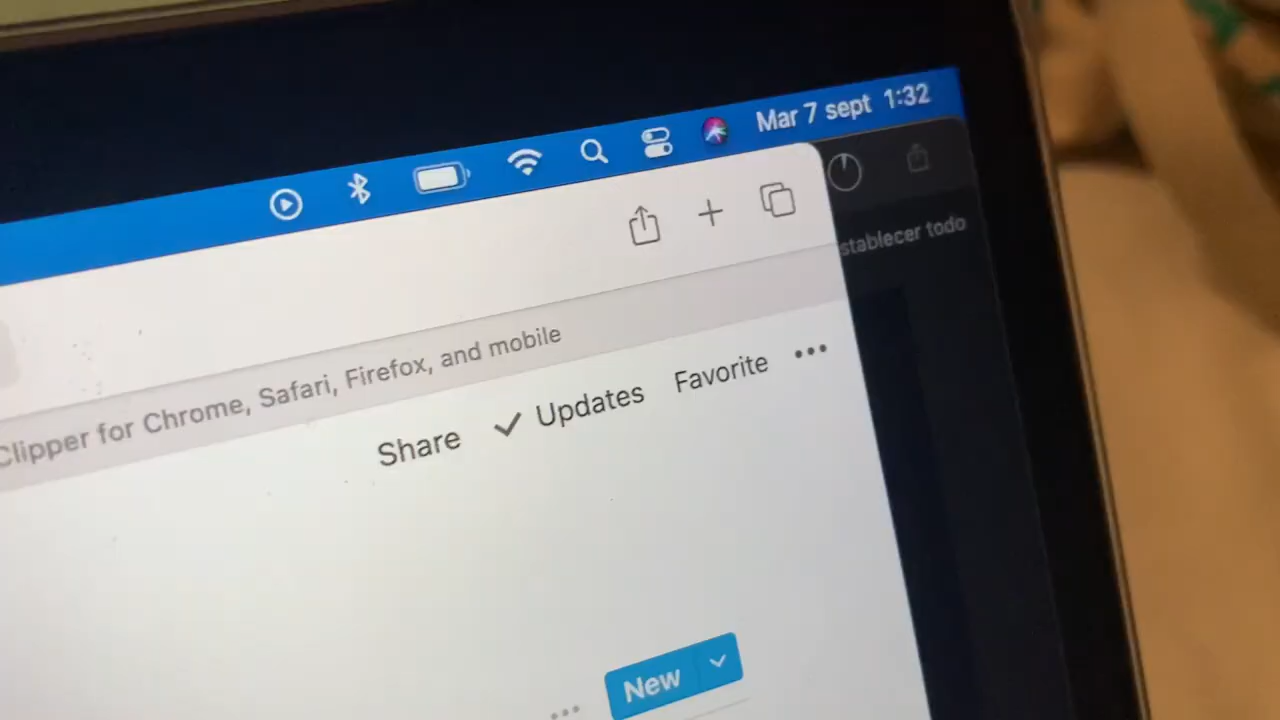 Mar 7 sept 1:32
stablecer todo
Clipper for Chrome, Safari, Firefox, and mobile
Share Updates Favorite
New